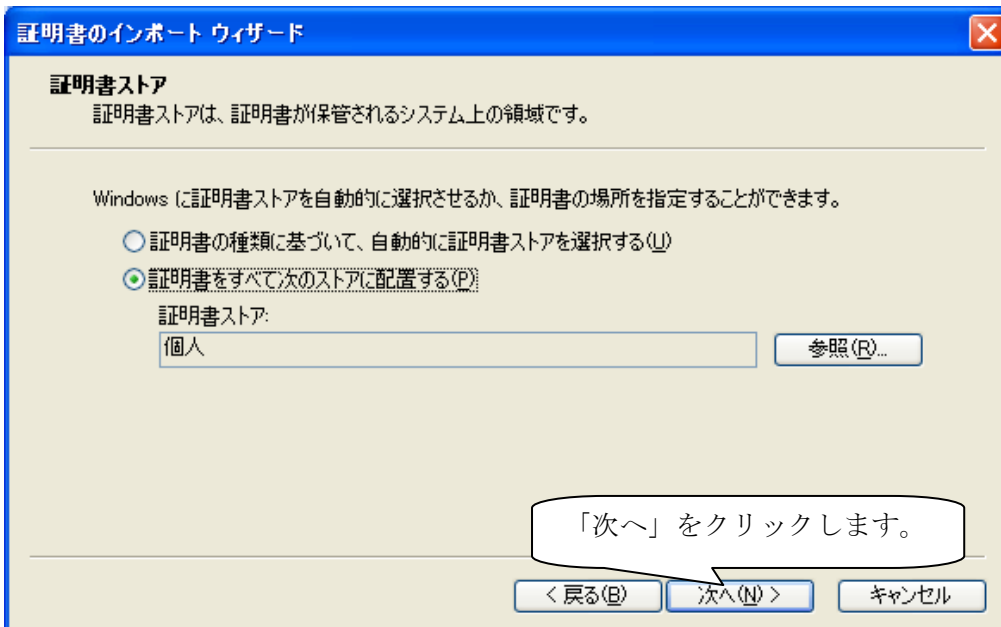 証明書のインポート ウィザード
証明書ストア
証明書ストアは、証明書が保管されるシステム上の領域です。
Windows に証明書ストアを自動的に選択させるか、証明書の場所を指定することができます。
証明書の種類に基づいて、自動的に証明書ストアを選択する(U)
証明書をすべて次のストアに配置する(P)
証明書ストア:
個人
参照(R)...
「次へ」をクリックします。
< 戻る(B)
次へ(N) >
キャンセル